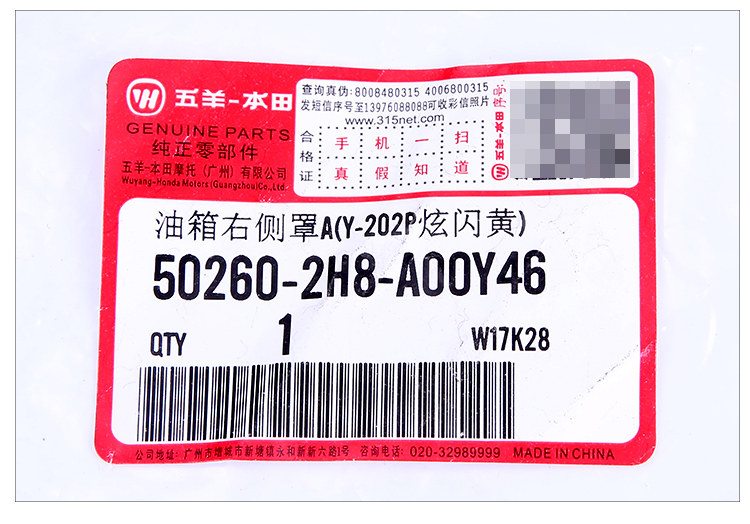 五羊-本田
GENUINE PARTS
纯正零部件
五羊-本田摩托(广州)有限公司
Wuyang-Honda Motors (Guangzhou)Co.,Ltd.
查询真伪:8008480315 4006800315
发短信序号至13976088088可收彩信照片
www.315net.com
合格证
手机一扫
真假知道
五羊-本田 序号:
油箱右侧罩A(Y-202P炫闪黄)
50260-2H8-A00Y46
QTY 1 W17K28
公司地址: 广州市增城市新塘镇永和新新六路1号 咨询电话: 020-32989999 MADE IN CHINA